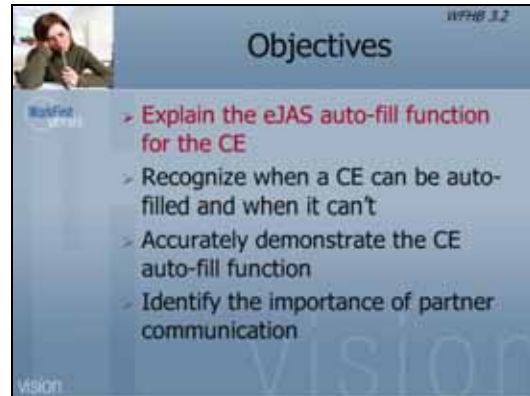 WFHB 3.2
Objectives
WorkFirst
➢ Explain the eJAS auto-fill function
for the CE
➢ Recognize when a CE can be auto-
filled and when it can't
➢ Accurately demonstrate the CE
auto-fill function
➢ Identify the importance of partner
communication
vision
vision